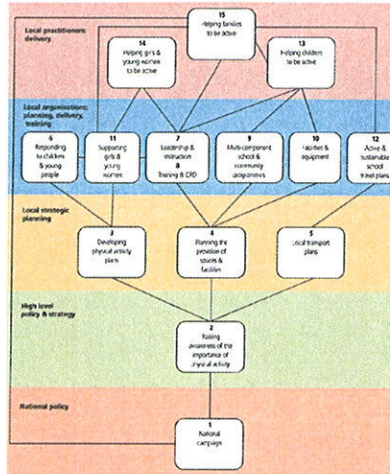 Local practitioners:
delivery
15
Helping families
to be active
14
Helping girls &
young women
to be active
13
Helping children
to be active
Local organisations:
planning, delivery,
training
6
Responding
to children
& young
people
11
Supporting
girls &
young
women
7
Leadership &
instruction
8
Training & CPD
9
Multi-component
school &
community
programmes
10
Facilities &
equipment
12
Active &
sustainable
school
travel plans
Local strategic
planning
3
Developing
physical activity
plans
4
Planning the
provision of
spaces &
facilities
5
Local transport
plans
High level
policy & strategy
2
Raising
awareness of the
importance of
physical activity
National policy
1
National
campaign